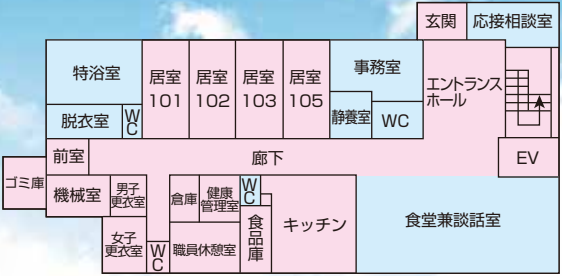 玄関
応接相談室
特浴室
居室
101
居室
102
居室
103
居室
105
事務室
エントランス
ホール
脱衣室
WC
静養室
WC
前室
廊下
EV
ゴミ庫
機械室
男子
更衣室
倉庫
健康
管理室
WC
キッチン
食堂兼談話室
女子
更衣室
WC
職員休憩室
食品庫